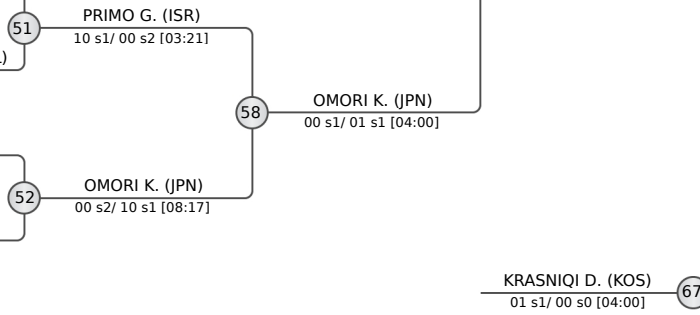 PRIMO G. (ISR)
51
10 s1/ 00 s2 [03:21]
)
OMORI K. (JPN)
58
00 s1/ 01 s1 [04:00]
OMORI K. (JPN)
52
00 s2/ 10 s1 [08:17]
KRASNIQI D. (KOS)
67
01 s1/ 00 s0 [04:00]